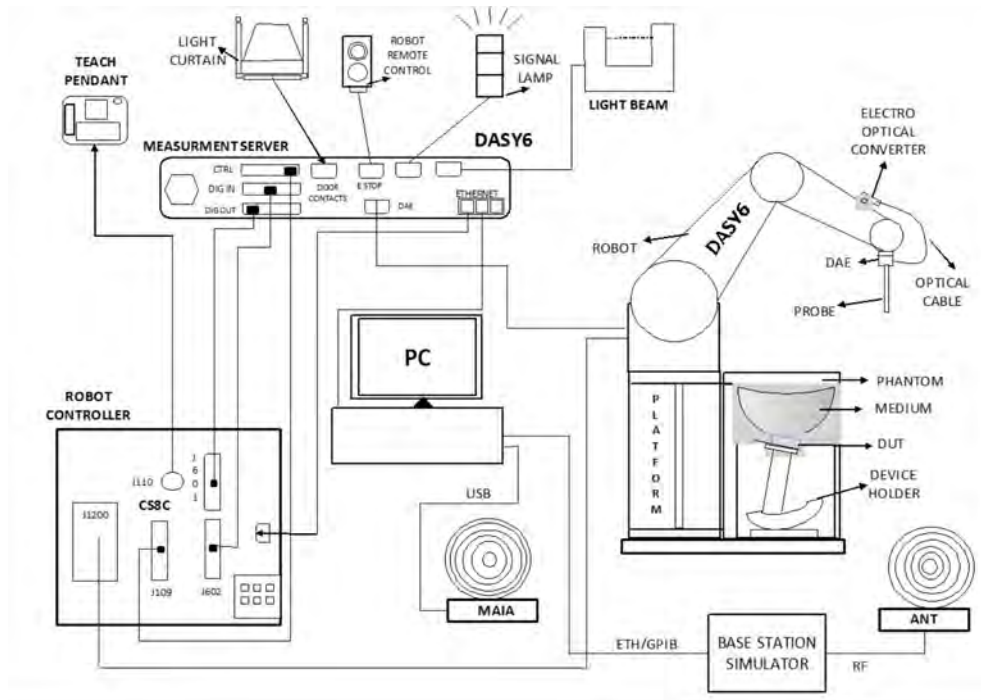 LIGHT
CURTAIN
ROBOT
REMOTE
CONTROL
SIGNAL
LAMP
LIGHT BEAM
TEACH
PENDANT
MEASURMENT SERVER
DASY6
CTRL
DIG IN
DIG OUT
DOOR
CONTACTS
E STOP
DAE
ETHERNET
ELECTRO
OPTICAL
CONVERTER
ROBOT
DASY6
DAE
OPTICAL
CABLE
PROBE
PC
PLATFORM
PHANTOM
MEDIUM
DUT
DEVICE
HOLDER
ROBOT
CONTROLLER
J110
J601
CS8C
J1200
J109
J602
USB
MAIA
ETH/GPIB
BASE STATION
SIMULATOR
RF
ANT